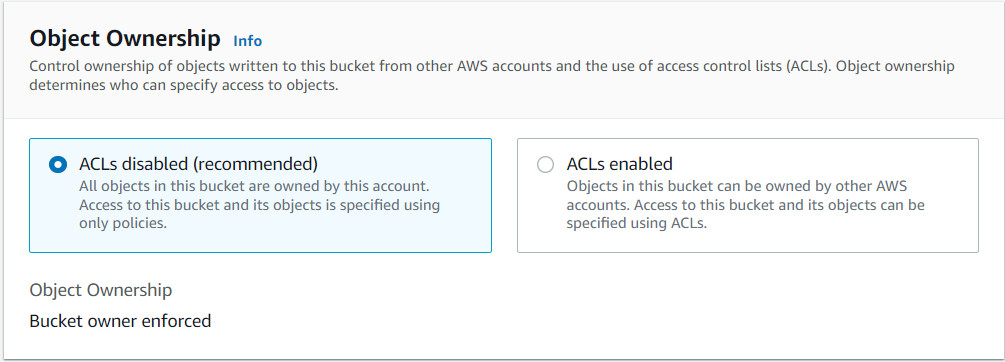 Object Ownership Info
Control ownership of objects written to this bucket from other AWS accounts and the use of access control lists (ACLs). Object ownership
determines who can specify access to objects.
ACLs disabled (recommended)
All objects in this bucket are owned by this account.
Access to this bucket and its objects is specified using
only policies.
ACLs enabled
Objects in this bucket can be owned by other AWS
accounts. Access to this bucket and its objects can be
specified using ACLs.
Object Ownership
Bucket owner enforced